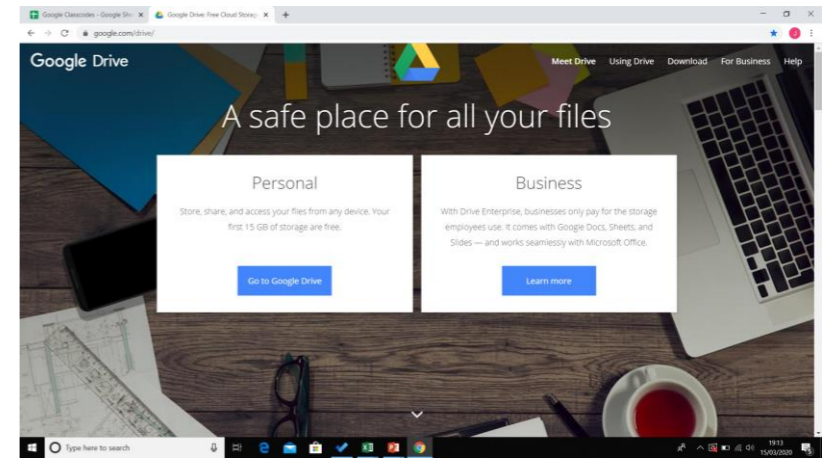 Google Classcodes - Google She
Google Drive: Free Cloud Storag
google.com/drive/
J
Google Drive
Meet Drive Using Drive Download For Business Help
A safe place for all your files
Personal
Store, share, and access your files from any device. Your
first 15 GB of storage are free.
Go to Google Drive
Business
With Drive Enterprise, businesses only pay for the storage
employees use. It comes with Google Docs, Sheets, and
Slides — and works seamlessly with Microsoft Office.
Learn more
Type here to search
19:13
15/03/2020